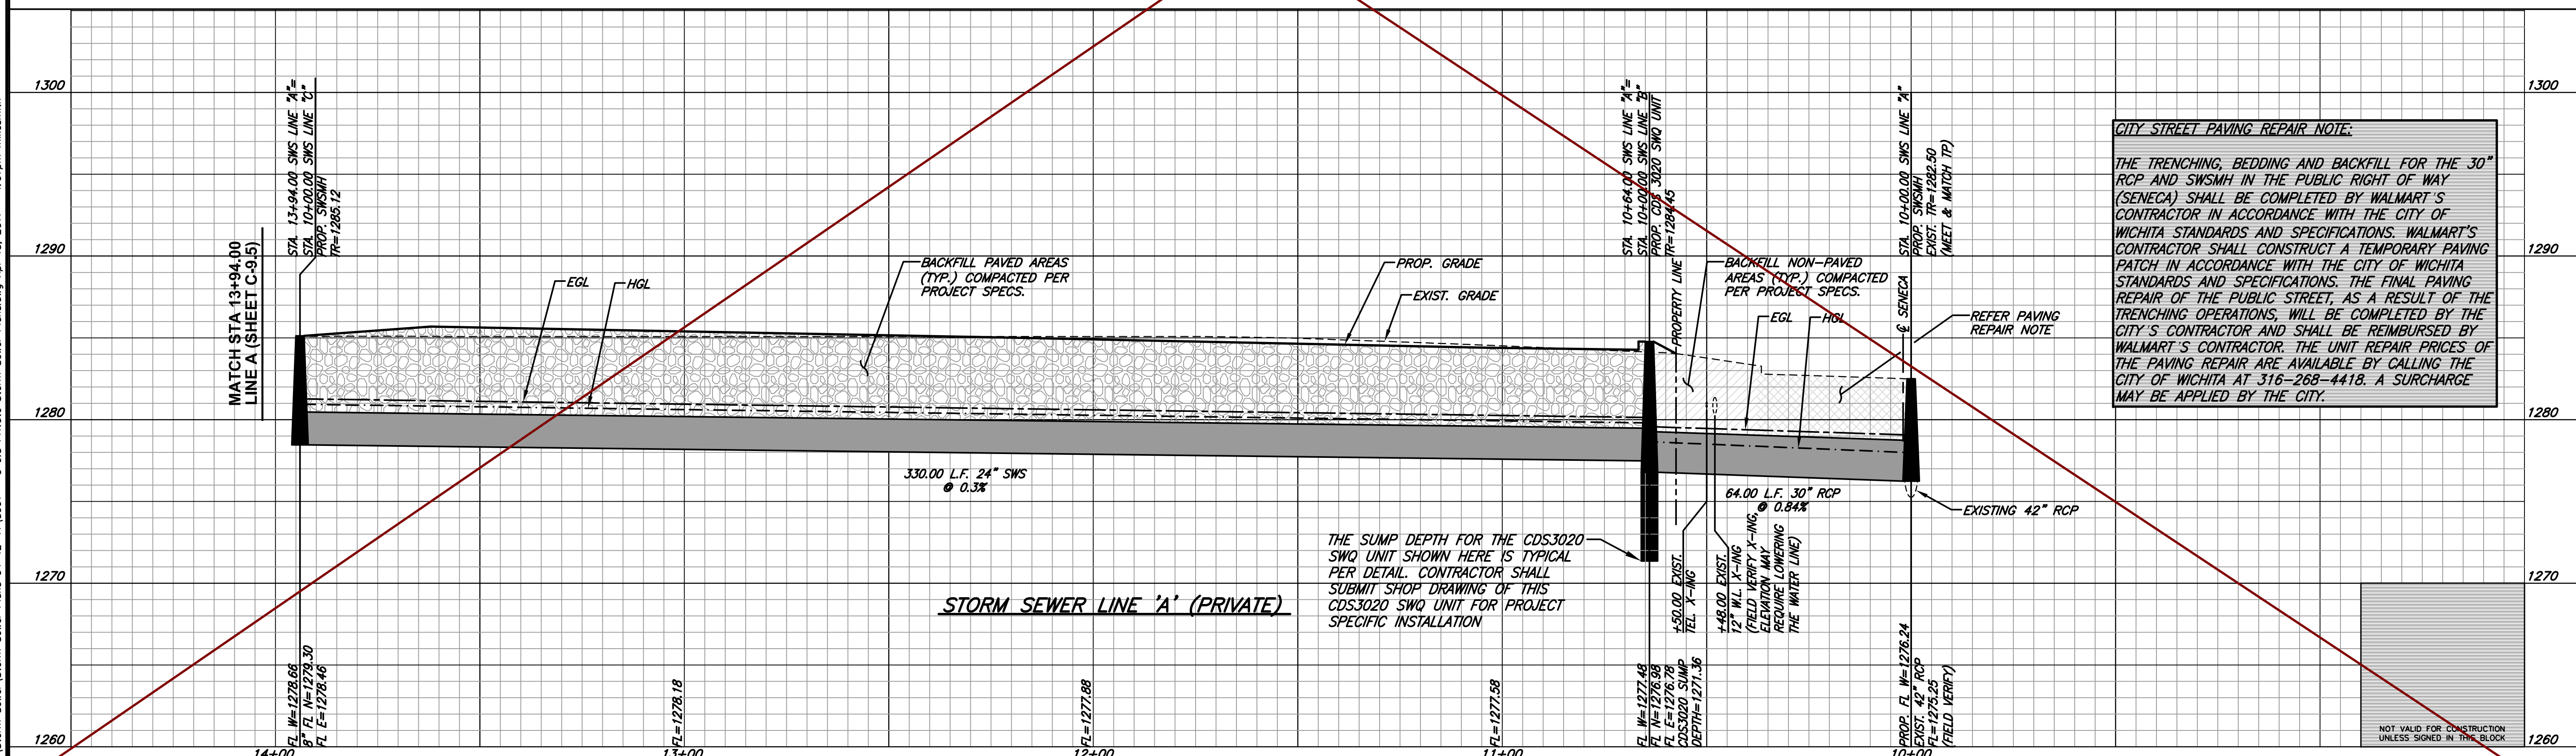 1300
1290
1280
1270
1260
MATCH STA 13+94.00
LINE A (SHEET C-9.5)
STA. 13+94.00 SWS LINE "A"=
STA. 10+00.00 SWS LINE "C"
PROP. SWSMH
TR=1285.12
EGL
HGL
BACKFILL PAVED AREAS
(TYP.) COMPACTED PER
PROJECT SPECS.
PROP. GRADE
EXIST. GRADE
STA. 10+64.00 SWS LINE "A"=
STA. 10+00.00 SWS LINE "B"
PROP. CDS 3020 SWQ UNIT
TR=1284.45
PROPERTY LINE
BACKFILL NON-PAVED
AREAS (TYP.) COMPACTED
PER PROJECT SPECS.
EGL
HGL
℄ SENECA
STA. 10+00.00 SWS LINE "A"
PROP. SWSMH
EXIST. TR=1282.50
(MEET & MATCH TP)
REFER PAVING
REPAIR NOTE
330.00 L.F. 24" SWS
@ 0.3%
64.00 L.F. 30" RCP
@ 0.84%
EXISTING 42" RCP
THE SUMP DEPTH FOR THE CDS3020
SWQ UNIT SHOWN HERE IS TYPICAL
PER DETAIL. CONTRACTOR SHALL
SUBMIT SHOP DRAWING OF THIS
CDS3020 SWQ UNIT FOR PROJECT
SPECIFIC INSTALLATION
STORM SEWER LINE 'A' (PRIVATE)
+50.00 EXIST.
TEL. X-ING
+48.00 EXIST.
12" W.L. X-ING
(FIELD VERIFY X-ING,
ELEVATION MAY
REQUIRE LOWERING
THE WATER LINE)
FL W=1278.66
8" FL N=1279.30
FL E=1278.46
FL=1278.18
FL=1277.88
FL=1277.58
FL W=1277.48
FL N=1276.98
FL E=1276.78
CDS3020 SUMP
DEPTH=1271.36
PROP. FL W=1276.24
EXIST. 42" RCP
FL=1275.25
(FIELD VERIFY)
14+00
13+00
12+00
11+00
10+00
CITY STREET PAVING REPAIR NOTE:
THE TRENCHING, BEDDING AND BACKFILL FOR THE 30"
RCP AND SWSMH IN THE PUBLIC RIGHT OF WAY
(SENECA) SHALL BE COMPLETED BY WALMART'S
CONTRACTOR IN ACCORDANCE WITH THE CITY OF
WICHITA STANDARDS AND SPECIFICATIONS. WALMART'S
CONTRACTOR SHALL CONSTRUCT A TEMPORARY PAVING
PATCH IN ACCORDANCE WITH THE CITY OF WICHITA
STANDARDS AND SPECIFICATIONS. THE FINAL PAVING
REPAIR OF THE PUBLIC STREET, AS A RESULT OF THE
TRENCHING OPERATIONS, WILL BE COMPLETED BY THE
CITY'S CONTRACTOR AND SHALL BE REIMBURSED BY
WALMART'S CONTRACTOR. THE UNIT REPAIR PRICES OF
THE PAVING REPAIR ARE AVAILABLE BY CALLING THE
CITY OF WICHITA AT 316-268-4418. A SURCHARGE
MAY BE APPLIED BY THE CITY.
1300
1290
1280
1270
1260
NOT VALID FOR CONSTRUCTION
UNLESS SIGNED IN THIS BLOCK